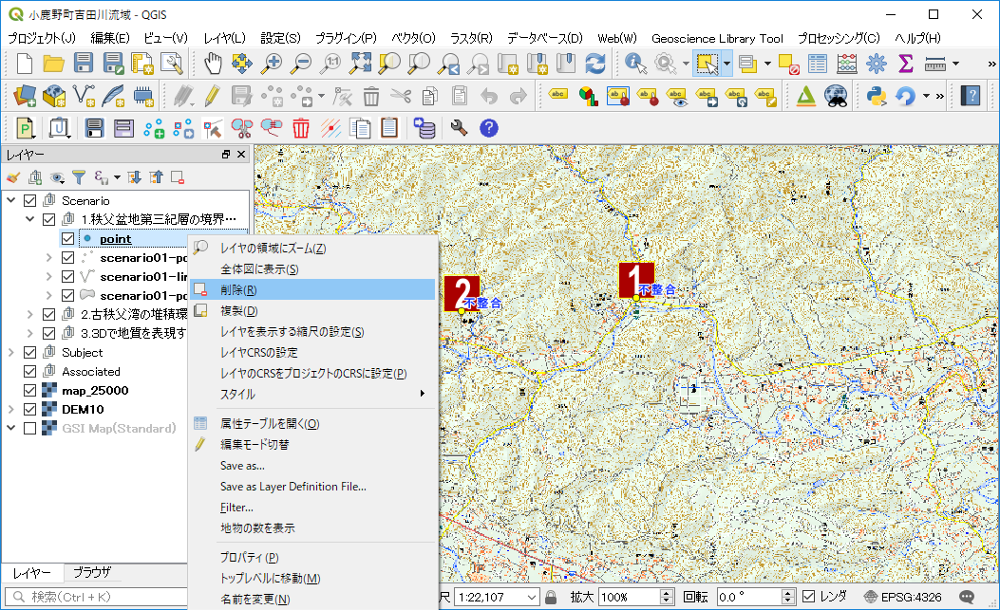 小鹿野町吉田川流域 - QGIS
プロジェクト(J) 編集(E) ビュー(V) レイヤ(L) 設定(S) プラグイン(P) ベクタ(O) ラスタ(R) データベース(D) Web(W) Geoscience Library Tool プロセッシング(C) ヘルプ(H)
レイヤー
Scenario
1.秩父盆地第三紀層の境界…
point
scenario01-po
scenario01-lin
scenario01-po
2.古秩父湾の堆積環
3.3Dで地質を表現す
Subject
Associated
map_25000
DEM10
GSI Map(Standard)
レイヤの領域にズーム(Z)
全体図に表示(S)
削除(R)
複製(D)
レイヤを表示する縮尺の設定(S)
レイヤCRSの設定
レイヤのCRSをプロジェクトのCRSに設定(P)
スタイル
属性テーブルを開く(O)
編集モード切替
Save as...
Save as Layer Definition File...
Filter...
地物の数を表示
プロパティ(P)
トップレベルに移動(M)
名前を変更(N)
2
不整合
1
不整合
レイヤー ブラウザ
検索(Ctrl + K)
尺 1:22,107 拡大 100% 回転 0.0 ° レンダ EPSG:4326